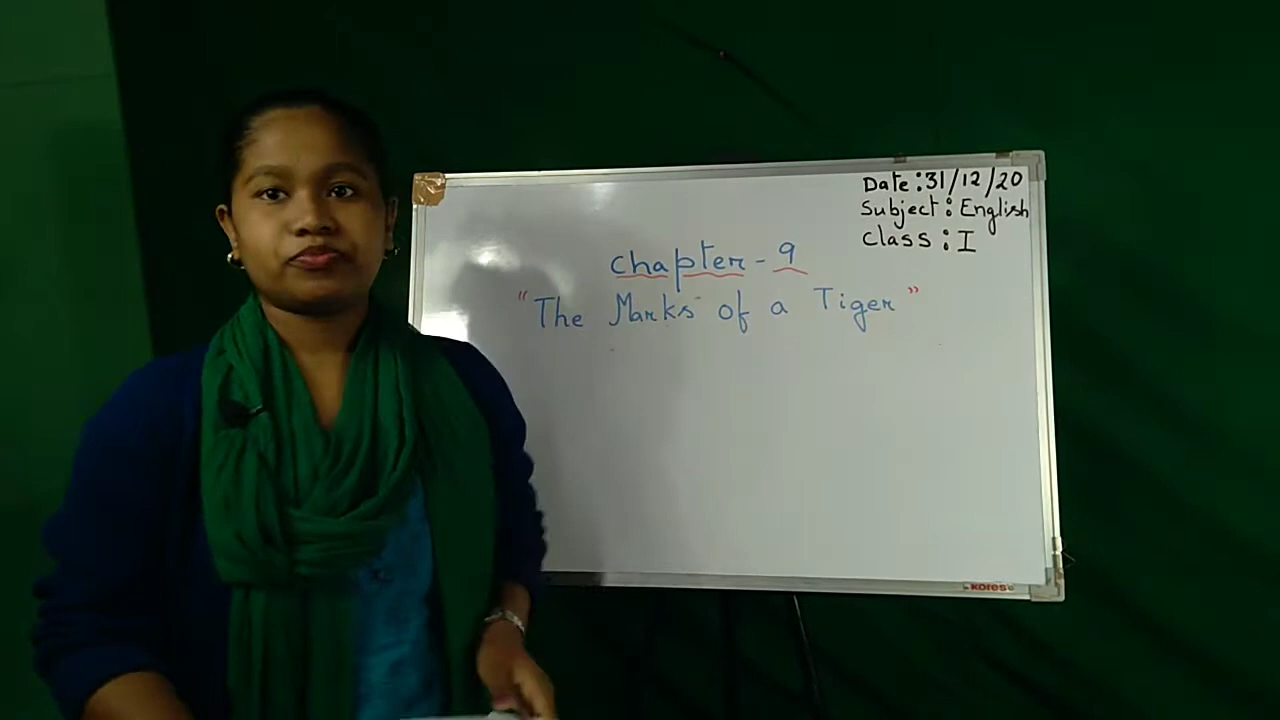 Date: 31/12/20
Subject: English
Class: I
Chapter - 9
"The Marks of a Tiger"
kores